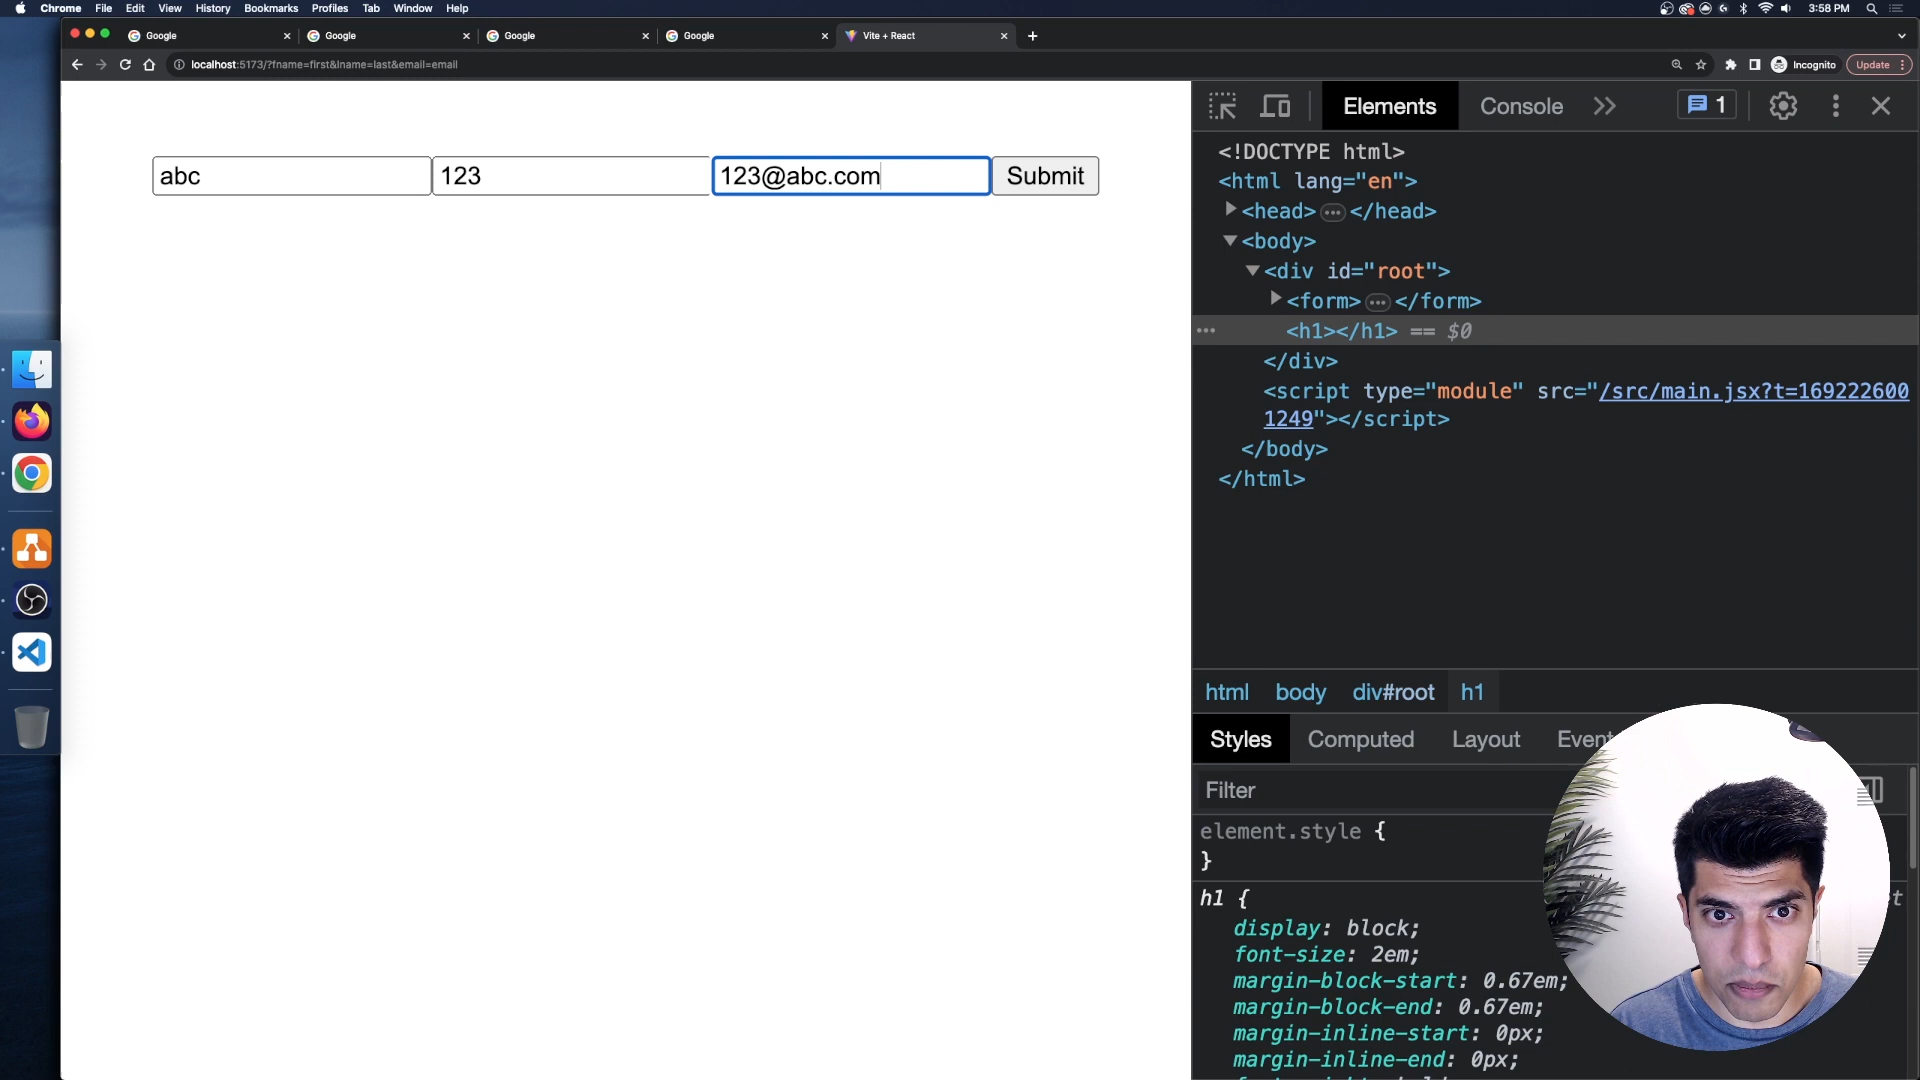 Chrome File Edit View History Bookmarks Profiles Tab Window Help 3:58 PM
Google Google Google Google Vite + React
localhost:5173/?fname=first&lname=last&email=email Incognito Update
Elements Console 1
abc 123 123@abc.com Submit
<!DOCTYPE html>
<html lang="en">
<head> … </head>
<body>
<div id="root">
<form> … </form>
… <h1></h1> == $0
</div>
<script type="module" src="/src/main.jsx?t=169222600
1249"></script>
</body>
</html>
html body div#root h1
Styles Computed Layout Event
Filter
element.style {
}
h1 {
display: block;
font-size: 2em;
margin-block-start: 0.67em;
margin-block-end: 0.67em;
margin-inline-start: 0px;
margin-inline-end: 0px;